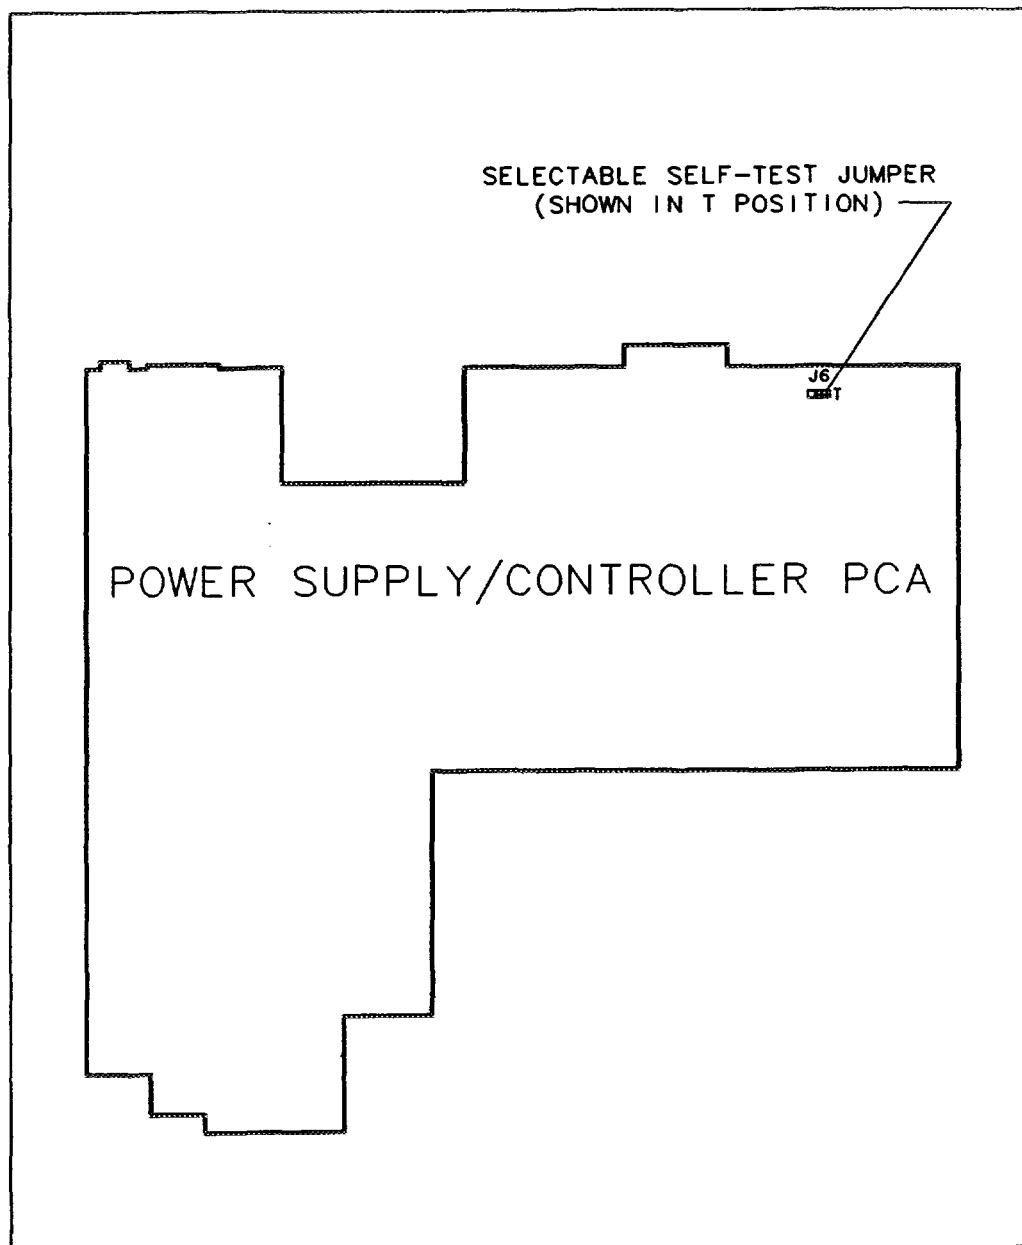 SELECTABLE SELF-TEST JUMPER
(SHOWN IN T POSITION)
J6
T
POWER SUPPLY/CONTROLLER PCA